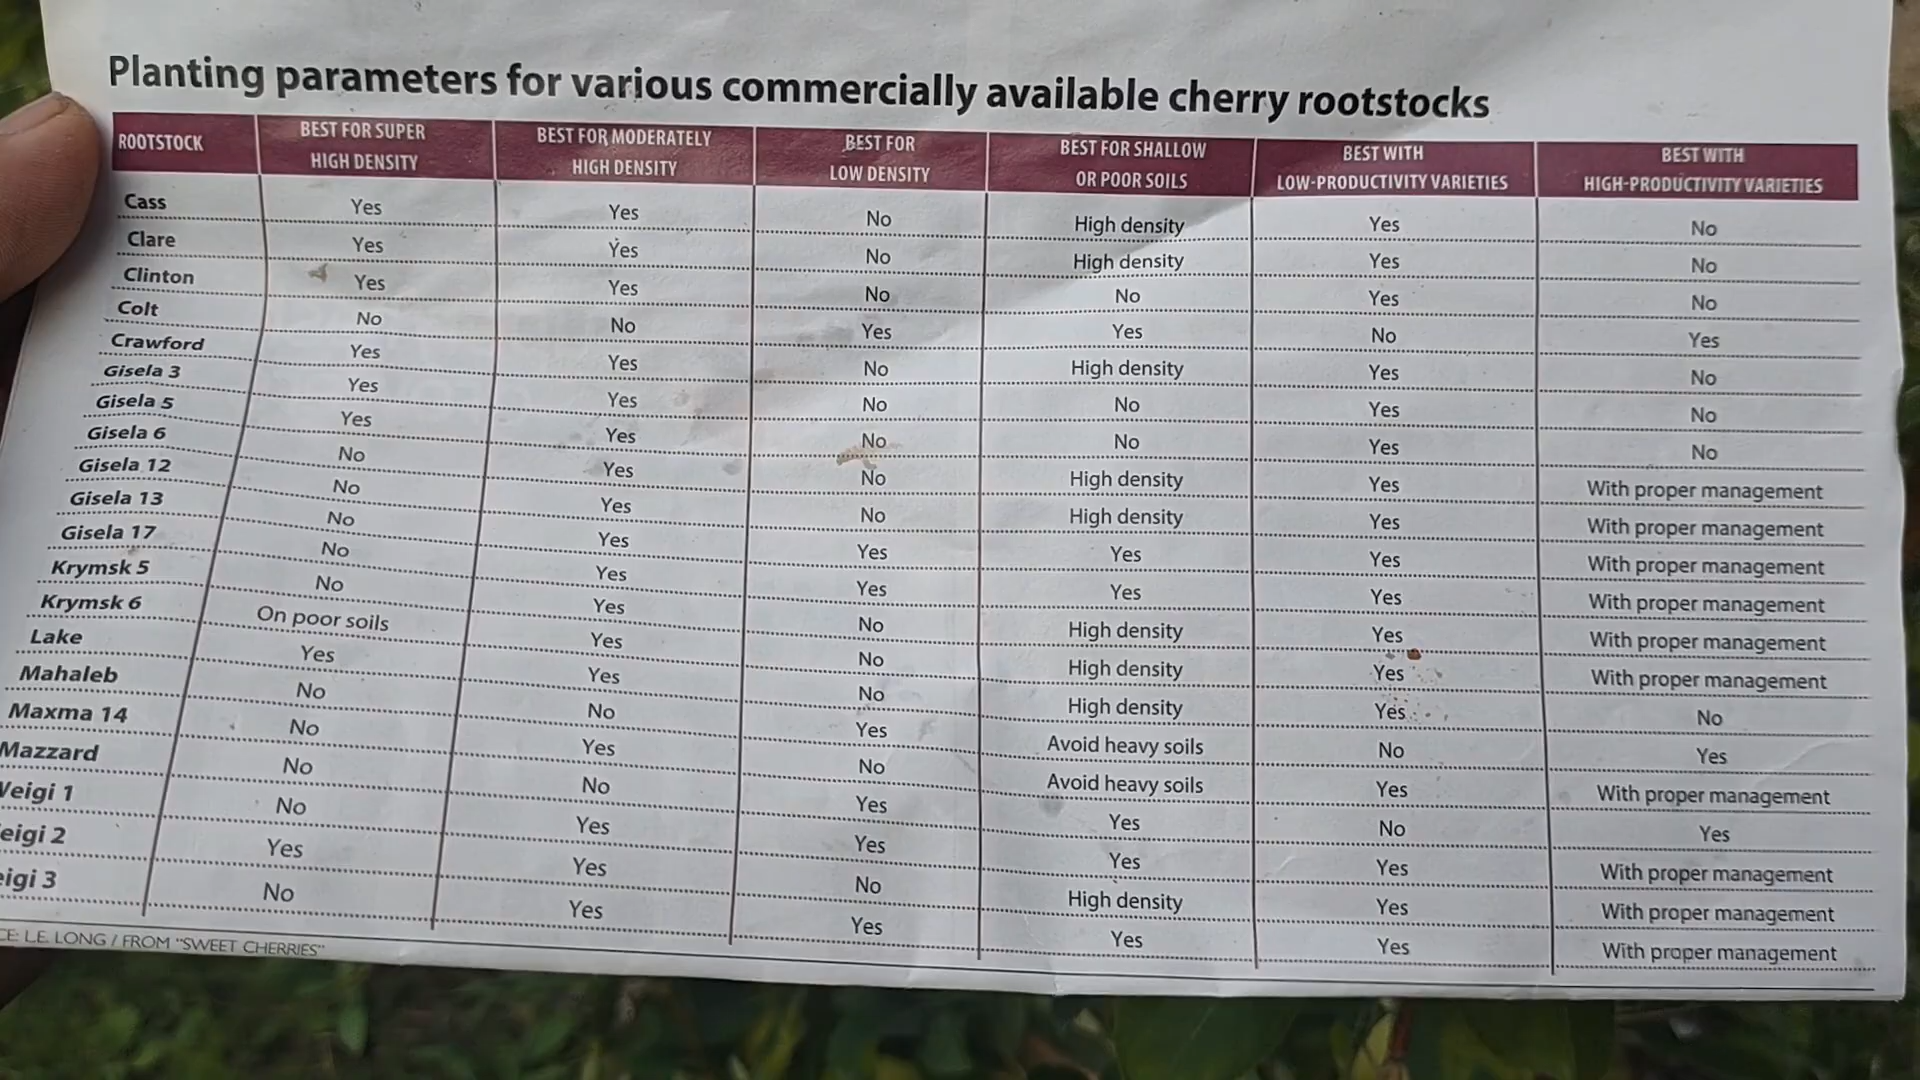 Planting parameters for various commercially available cherry rootstocks
ROOTSTOCK BEST FOR SUPER HIGH DENSITY BEST FOR MODERATELY HIGH DENSITY BEST FOR LOW DENSITY BEST FOR SHALLOW OR POOR SOILS BEST WITH LOW-PRODUCTIVITY VARIETIES BEST WITH HIGH-PRODUCTIVITY VARIETIES
Cass Yes Yes No High density Yes No
Clare Yes Yes No High density Yes No
Clinton Yes Yes No No Yes No
Colt No No Yes Yes No Yes
Crawford Yes Yes No High density Yes No
Gisela 3 Yes Yes No No Yes No
Gisela 5 Yes Yes No No Yes No
Gisela 6 No Yes No High density Yes With proper management
Gisela 12 No Yes No High density Yes With proper management
Gisela 13 No Yes Yes Yes Yes With proper management
Gisela 17 No Yes Yes Yes Yes With proper management
Krymsk 5 No Yes No High density Yes With proper management
Krymsk 6 On poor soils Yes No High density Yes With proper management
Lake Yes Yes No High density Yes No
Mahaleb No No Yes Avoid heavy soils No Yes
Maxma 14 No Yes No Avoid heavy soils Yes With proper management
Mazzard No No Yes Yes No Yes
Weigi 1 No Yes Yes Yes Yes With proper management
eigi 2 Yes Yes No High density Yes With proper management
eigi 3 No Yes Yes Yes Yes With proper management
CE: L.E. LONG / FROM "SWEET CHERRIES"